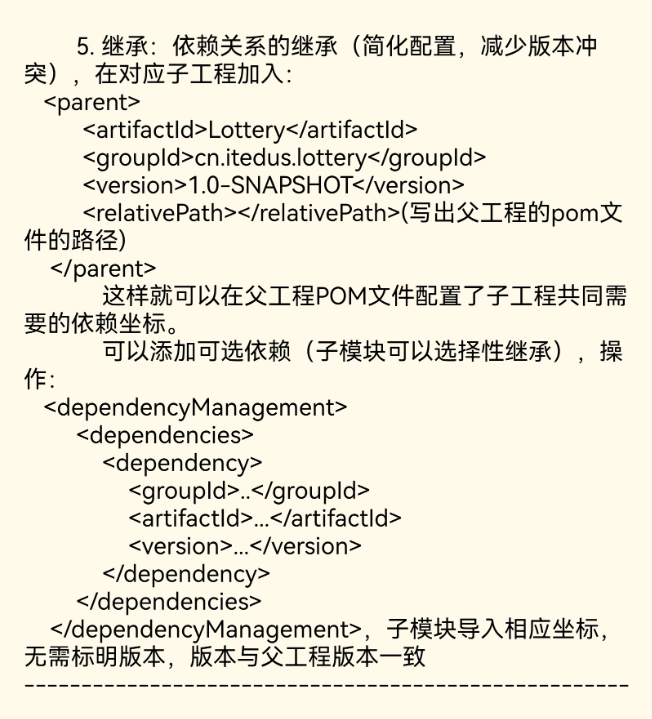 5. 继承：依赖关系的继承（简化配置，减少版本冲
突），在对应子工程加入：
<parent>
<artifactId>Lottery</artifactId>
<groupId>cn.itedus.lottery</groupId>
<version>1.0-SNAPSHOT</version>
<relativePath></relativePath>(写出父工程的pom文
件的路径)
</parent>
这样就可以在父工程POM文件配置了子工程共同需
要的依赖坐标。
可以添加可选依赖（子模块可以选择性继承），操
作：
<dependencyManagement>
<dependencies>
<dependency>
<groupId>..</groupId>
<artifactId>...</artifactId>
<version>...</version>
</dependency>
</dependencies>
</dependencyManagement>，子模块导入相应坐标，
无需标明版本，版本与父工程版本一致
-----------------------------------------------------